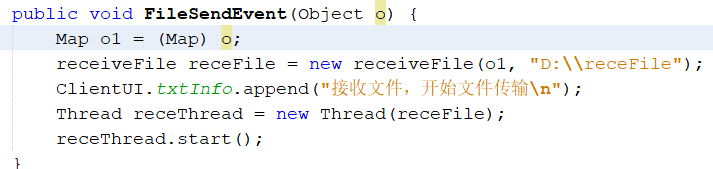 public void FileSendEvent(Object o) {
    Map o1 = (Map) o;
    receiveFile receFile = new receiveFile(o1, "D:\\receFile");
    ClientUI.txtInfo.append("接收文件，开始文件传输\n");
    Thread receThread = new Thread(receFile);
    receThread.start();
}